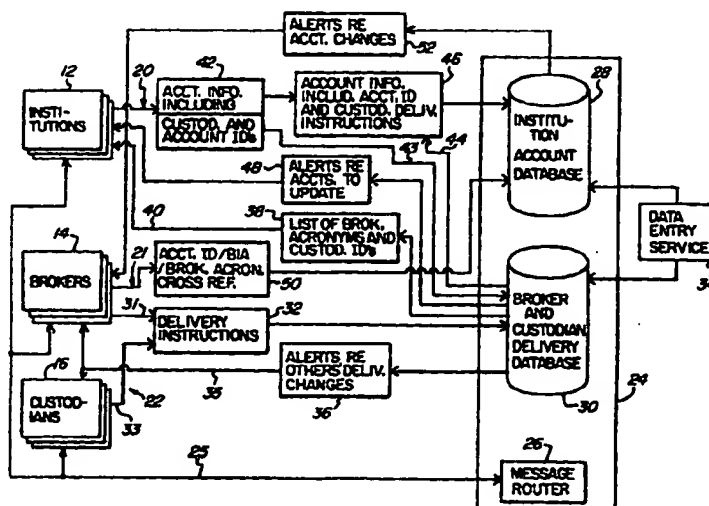 ALERTS RE
ACCT. CHANGES
52
12
INSTI-
TUTIONS
20
42
ACCT. INFO.
INCLUDING
CUSTOD. AND
ACCOUNT ID's
46
ACCOUNT INFO.
INCLUD. ACCT. ID
AND CUSTOD. DELIV.
INSTRUCTIONS
28
INSTITU-
TION
ACCOUNT
DATABASE
44
43
48
ALERTS RE
ACCTS. TO
UPDATE
40
38
LIST OF BROK.
ACRONYMS AND
CUSTOD. ID's
DATA
ENTRY
SERVICE
34
14
BROKERS
21
ACCT. ID/BIA
/BROK. ACRON.
CROSS REF.
50
31
DELIVERY
INSTRUCTIONS
32
BROKER
AND
CUSTODIAN
DELIVERY
DATABASE
30
24
16
CUSTOD-
IANS
22
33
35
ALERTS RE
OTHERS' DELIV.
CHANGES
36
25
26
MESSAGE
ROUTER